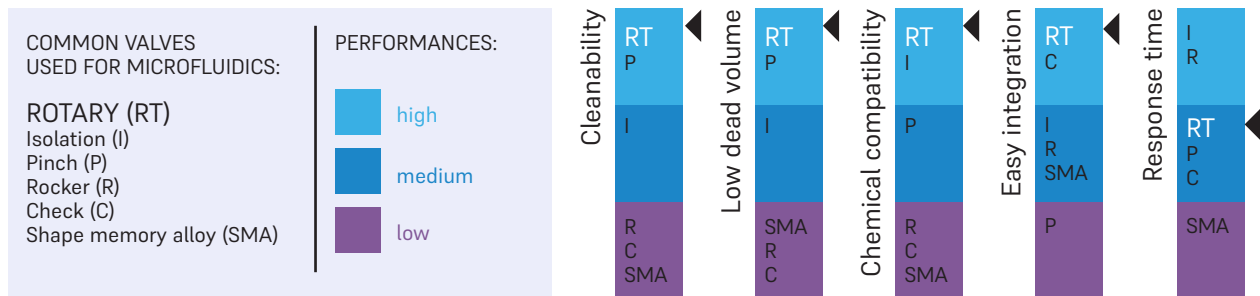 COMMON VALVES
USED FOR MICROFLUIDICS:
ROTARY (RT)
Isolation (I)
Pinch (P)
Rocker (R)
Check (C)
Shape memory alloy (SMA)
PERFORMANCES:
high
medium
low
Cleanability
RT
P
I
R
C
SMA
Low dead volume
RT
P
I
SMA
R
C
Chemical compatibility
RT
I
P
R
C
SMA
Easy integration
RT
C
I
R
SMA
P
Response time
I
R
RT
P
C
SMA